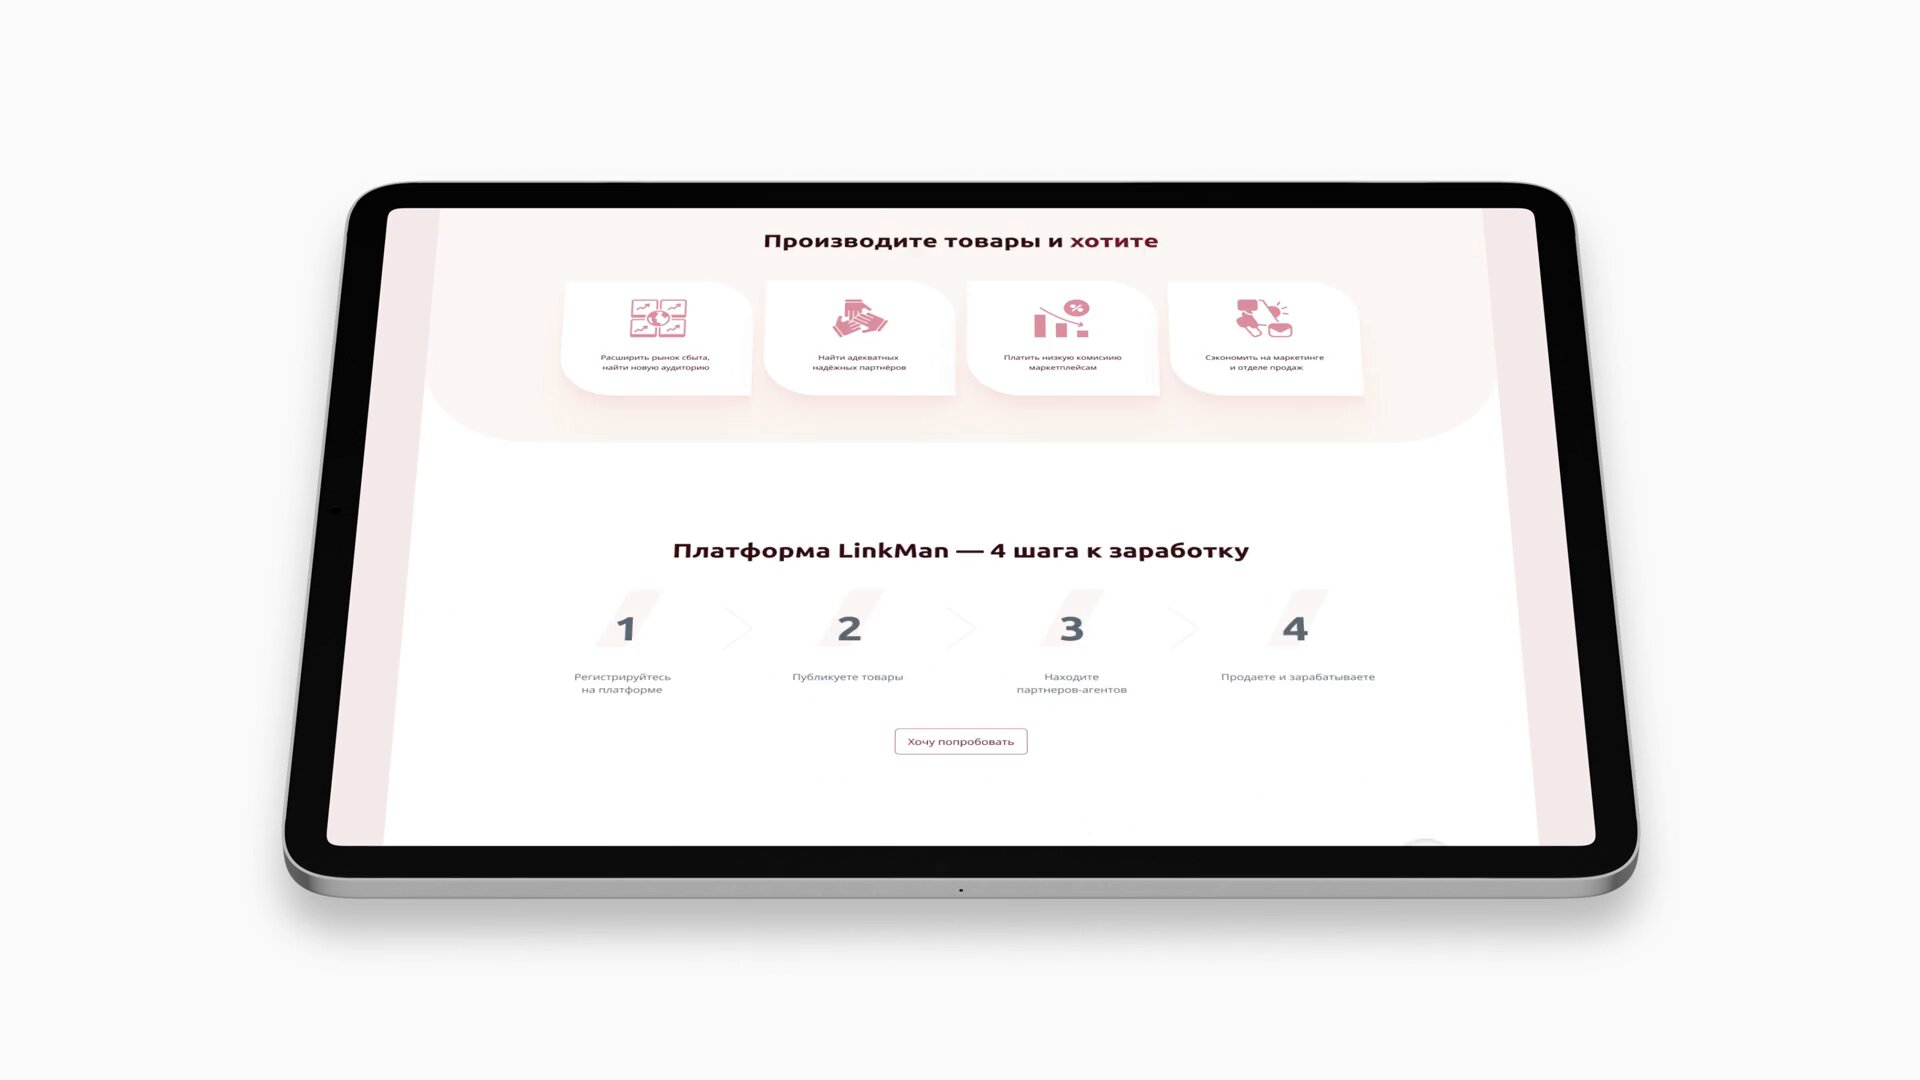 Производите товары и хотите
Расширить рынок сбыта,
найти новую аудиторию
Найти адекватных
надёжных партнёров
Платить низкую комиссию
маркетплейсам
Сэкономить на маркетинге
и отделе продаж
Платформа LinkMan — 4 шага к заработку
1
2
3
4
Регистрируйтесь
на платформе
Публикуете товары
Находите
партнеров-агентов
Продаете и зарабатываете
Хочу попробовать